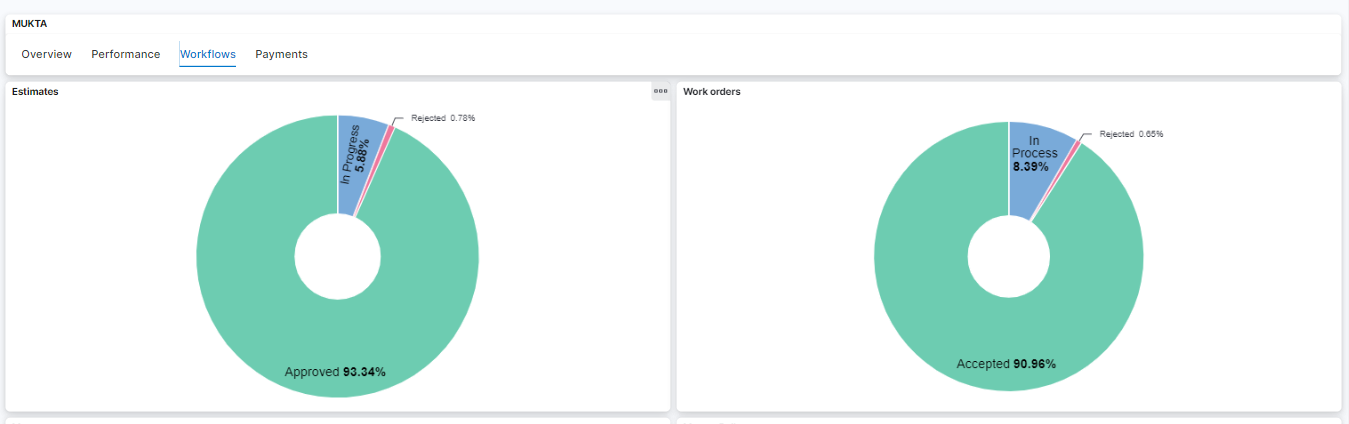 MUKTA
Overview Performance Workflows Payments
Estimates
Rejected 0.78%
In Progress
5.88%
Approved 93.34%
Work orders
Rejected 0.65%
In
Process
8.39%
Accepted 90.96%